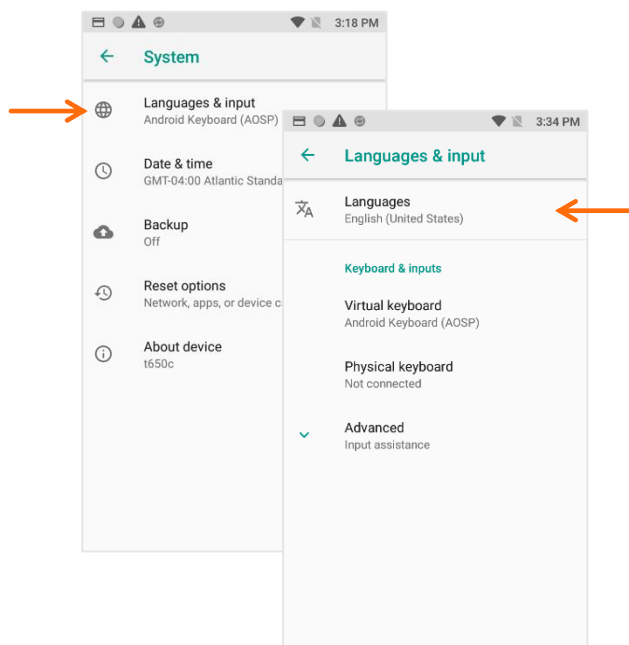 3:18 PM
System
Languages & input
Android Keyboard (AOSP)
Date & time
GMT-04:00 Atlantic Standa
Backup
Off
Reset options
Network, apps, or device c
About device
t650c
3:34 PM
Languages & input
Languages
English (United States)
Keyboard & inputs
Virtual keyboard
Android Keyboard (AOSP)
Physical keyboard
Not connected
Advanced
Input assistance